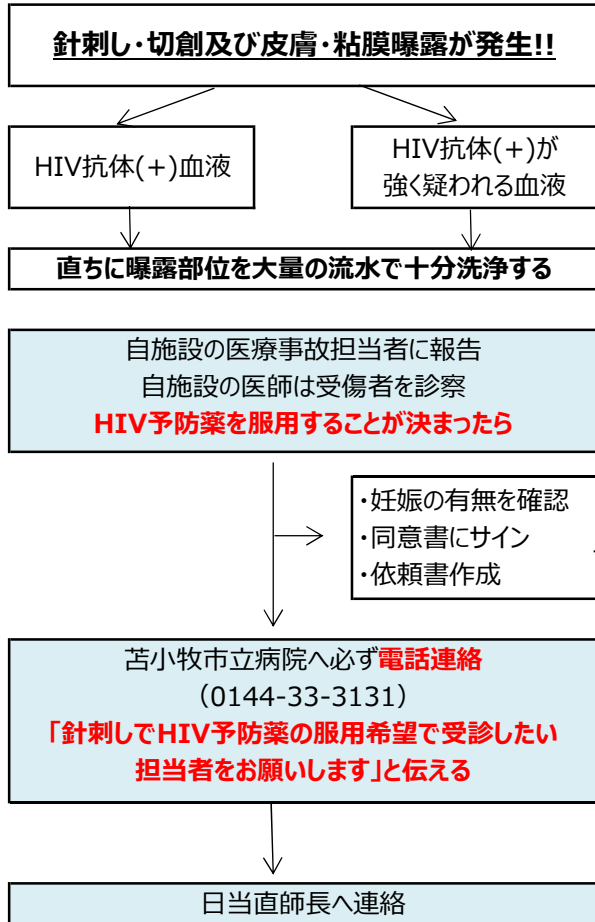 針刺し・切創及び皮膚・粘膜曝露が発生!!
HIV抗体(+)血液
HIV抗体(+)が
強く疑われる血液
直ちに曝露部位を大量の流水で十分洗浄する
自施設の医療事故担当者に報告
自施設の医師は受傷者を診察
HIV予防薬を服用することが決まったら
・妊娠の有無を確認
・同意書にサイン
・依頼書作成
苫小牧市立病院へ必ず電話連絡
（0144-33-3131）
「針刺しでHIV予防薬の服用希望で受診したい
担当者をお願いします」と伝える
日当直師長へ連絡